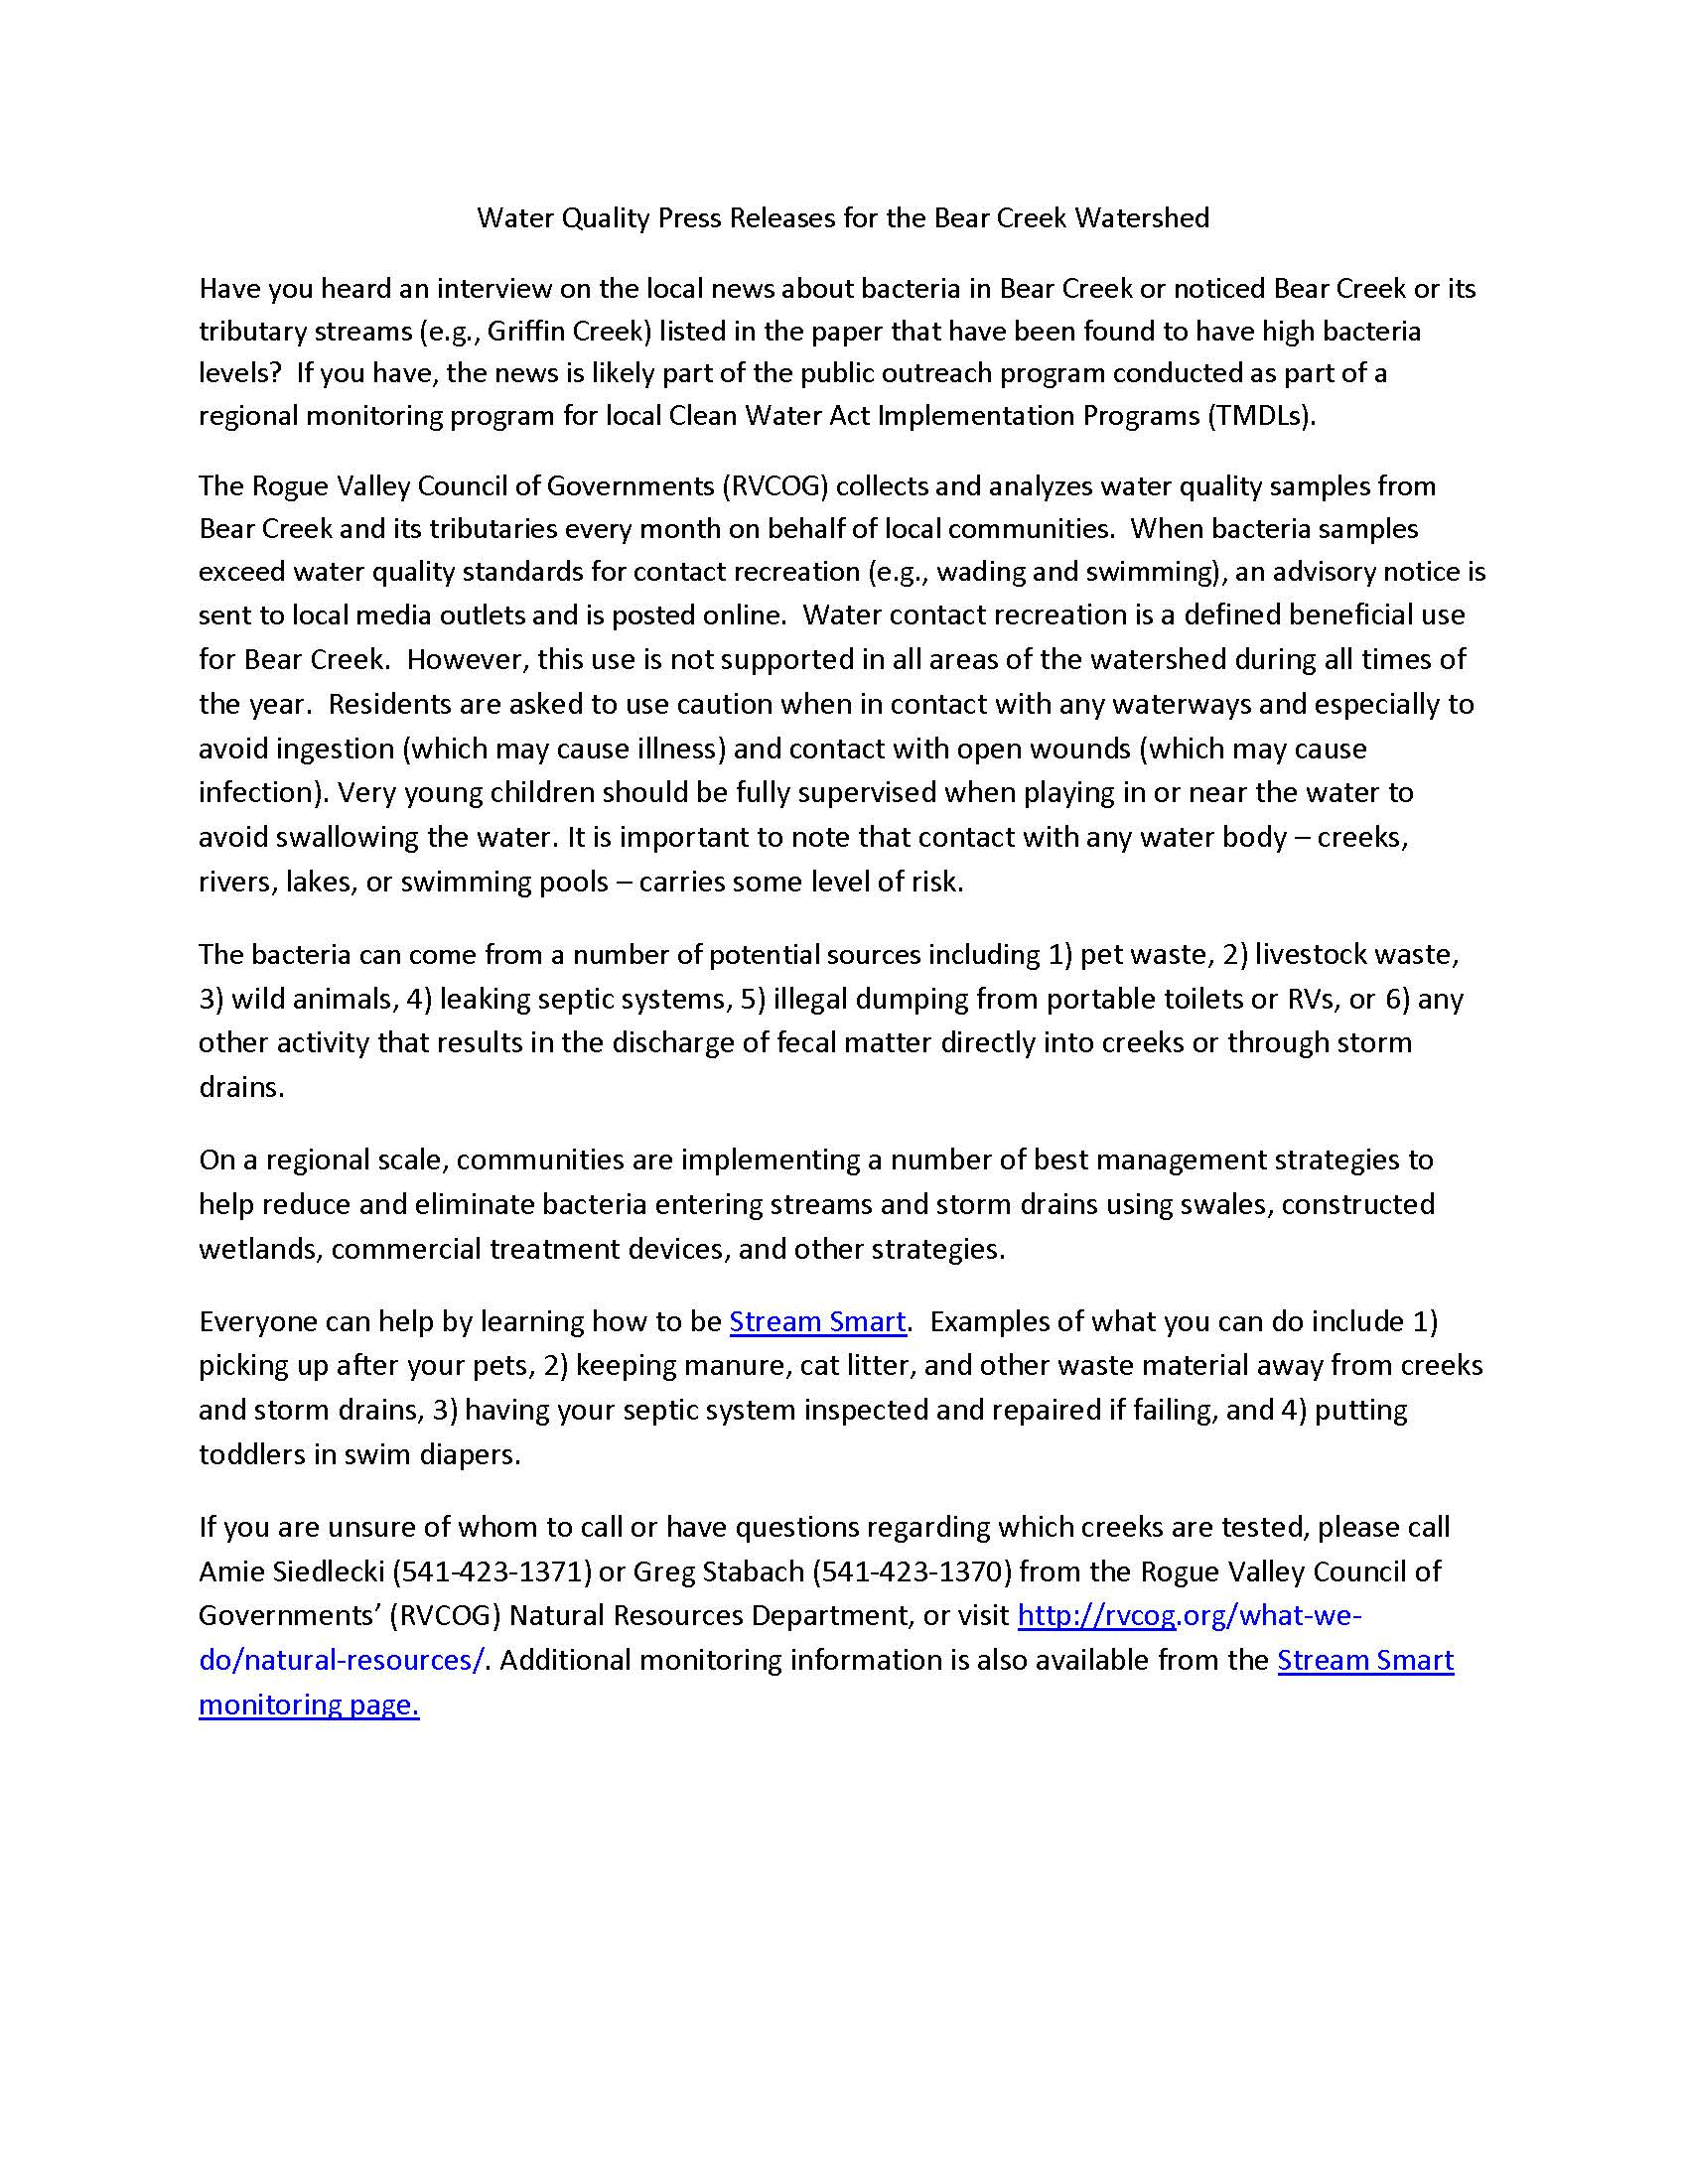 Water Quality Press Releases for the Bear Creek Watershed
Have you heard an interview on the local news about bacteria in Bear Creek or noticed Bear Creek or its
tributary streams (e.g., Griffin Creek) listed in the paper that have been found to have high bacteria
levels?  If you have, the news is likely part of the public outreach program conducted as part of a
regional monitoring program for local Clean Water Act Implementation Programs (TMDLs).
The Rogue Valley Council of Governments (RVCOG) collects and analyzes water quality samples from
Bear Creek and its tributaries every month on behalf of local communities.  When bacteria samples
exceed water quality standards for contact recreation (e.g., wading and swimming), an advisory notice is
sent to local media outlets and is posted online.  Water contact recreation is a defined beneficial use
for Bear Creek.  However, this use is not supported in all areas of the watershed during all times of
the year.  Residents are asked to use caution when in contact with any waterways and especially to
avoid ingestion (which may cause illness) and contact with open wounds (which may cause
infection). Very young children should be fully supervised when playing in or near the water to
avoid swallowing the water. It is important to note that contact with any water body – creeks,
rivers, lakes, or swimming pools – carries some level of risk.
The bacteria can come from a number of potential sources including 1) pet waste, 2) livestock waste,
3) wild animals, 4) leaking septic systems, 5) illegal dumping from portable toilets or RVs, or 6) any
other activity that results in the discharge of fecal matter directly into creeks or through storm
drains.
On a regional scale, communities are implementing a number of best management strategies to
help reduce and eliminate bacteria entering streams and storm drains using swales, constructed
wetlands, commercial treatment devices, and other strategies.
Everyone can help by learning how to be Stream Smart.  Examples of what you can do include 1)
picking up after your pets, 2) keeping manure, cat litter, and other waste material away from creeks
and storm drains, 3) having your septic system inspected and repaired if failing, and 4) putting
toddlers in swim diapers.
If you are unsure of whom to call or have questions regarding which creeks are tested, please call
Amie Siedlecki (541-423-1371) or Greg Stabach (541-423-1370) from the Rogue Valley Council of
Governments’ (RVCOG) Natural Resources Department, or visit http://rvcog.org/what-we-
do/natural-resources/. Additional monitoring information is also available from the Stream Smart
monitoring page.